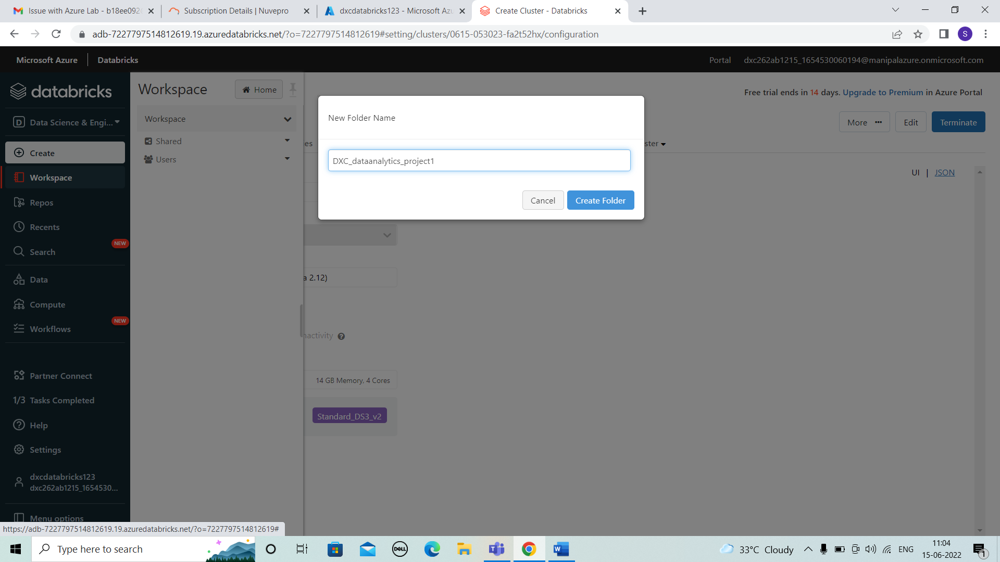 Issue with Azure Lab - b18ee092
Subscription Details | Nuvepro
dxcdatabricks123 - Microsoft Azu
Create Cluster - Databricks
adb-7227797514812619.19.azuredatabricks.net/?o=7227797514812619#setting/clusters/0615-053023-fa2t52hx/configuration
S
Microsoft Azure
Databricks
Portal
dxc262ab1215_1654530060194@manipalazure.onmicrosoft.com
databricks
D
Data Science & Engi...
Create
Workspace
Repos
Recents
NEW
Search
Data
Compute
NEW
Workflows
Partner Connect
1/3 Tasks Completed
Help
Settings
dxcdatabricks123
dxc262ab1215_1654530...
Menu options
Workspace
Home
Workspace
Shared
Users
New Folder Name
DXC_dataanalytics_project1
Cancel
Create Folder
Free trial ends in 14 days. Upgrade to Premium in Azure Portal
More
Edit
Terminate
es
ster
UI | JSON
a 2.12)
nactivity
14 GB Memory, 4 Cores
Standard_DS3_v2
https://adb-7227797514812619.19.azuredatabricks.net/?o=7227797514812619#
Type here to search
DELL
W
33°C Cloudy
ENG
11:04
15-06-2022
1